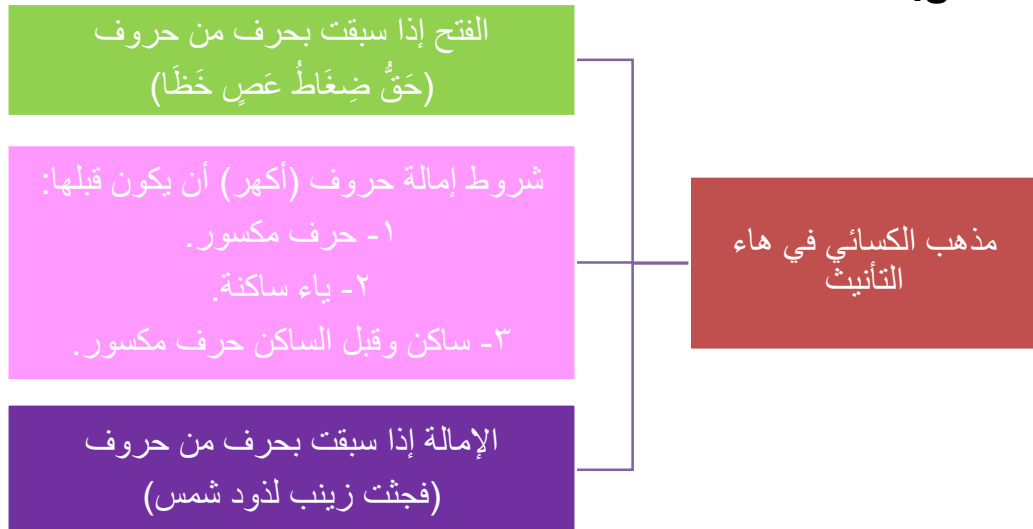 الفتح إذا سبقت بحرف من حروف
(حَقُّ ضِغَاطُ عَصٍ خَظَا)
شروط إمالة حروف (أكهر) أن يكون قبلها:
١- حرف مكسور.
٢- ياء ساكنة.
٣- ساكن وقبل الساكن حرف مكسور.
مذهب الكسائي في هاء
التأنيث
الإمالة إذا سبقت بحرف من حروف
(فجثت زينب لذود شمس)